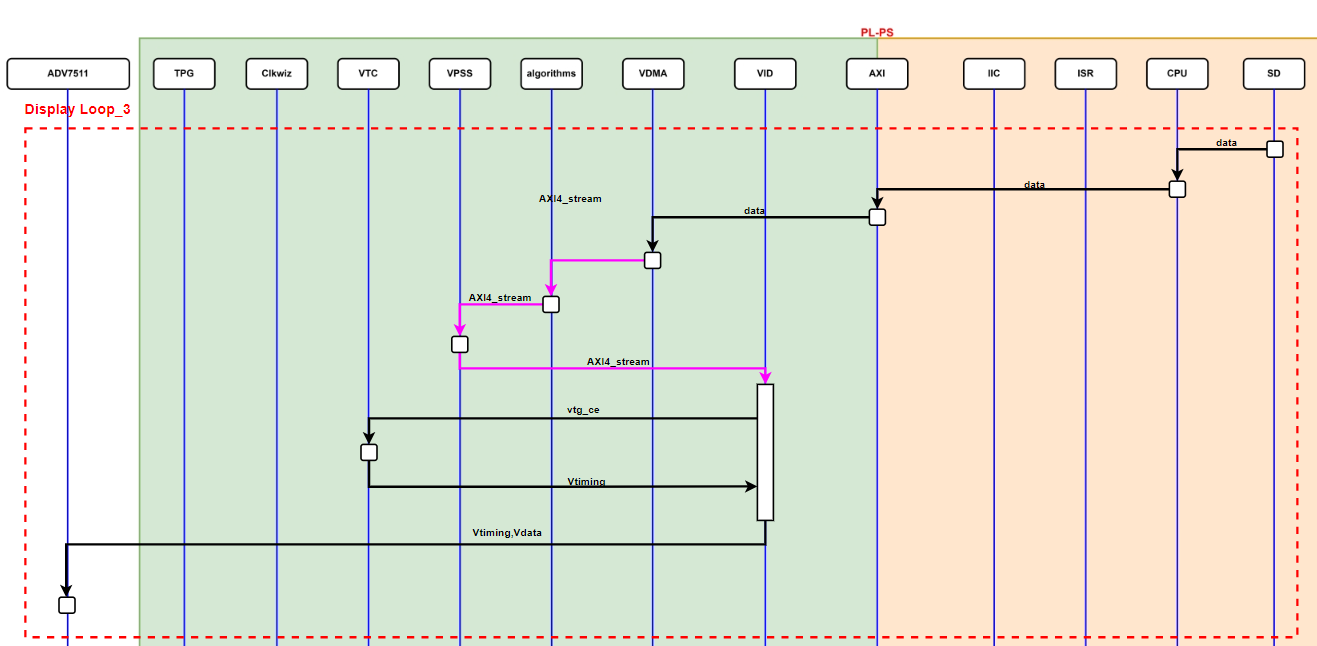 PL-PS
ADV7511
TPG
Clkwiz
VTC
VPSS
algorithms
VDMA
VID
AXI
IIC
ISR
CPU
SD
Display Loop_3
data
data
AXI4_stream
data
AXI4_stream
AXI4_stream
vtg_ce
Vtiming
Vtiming,Vdata